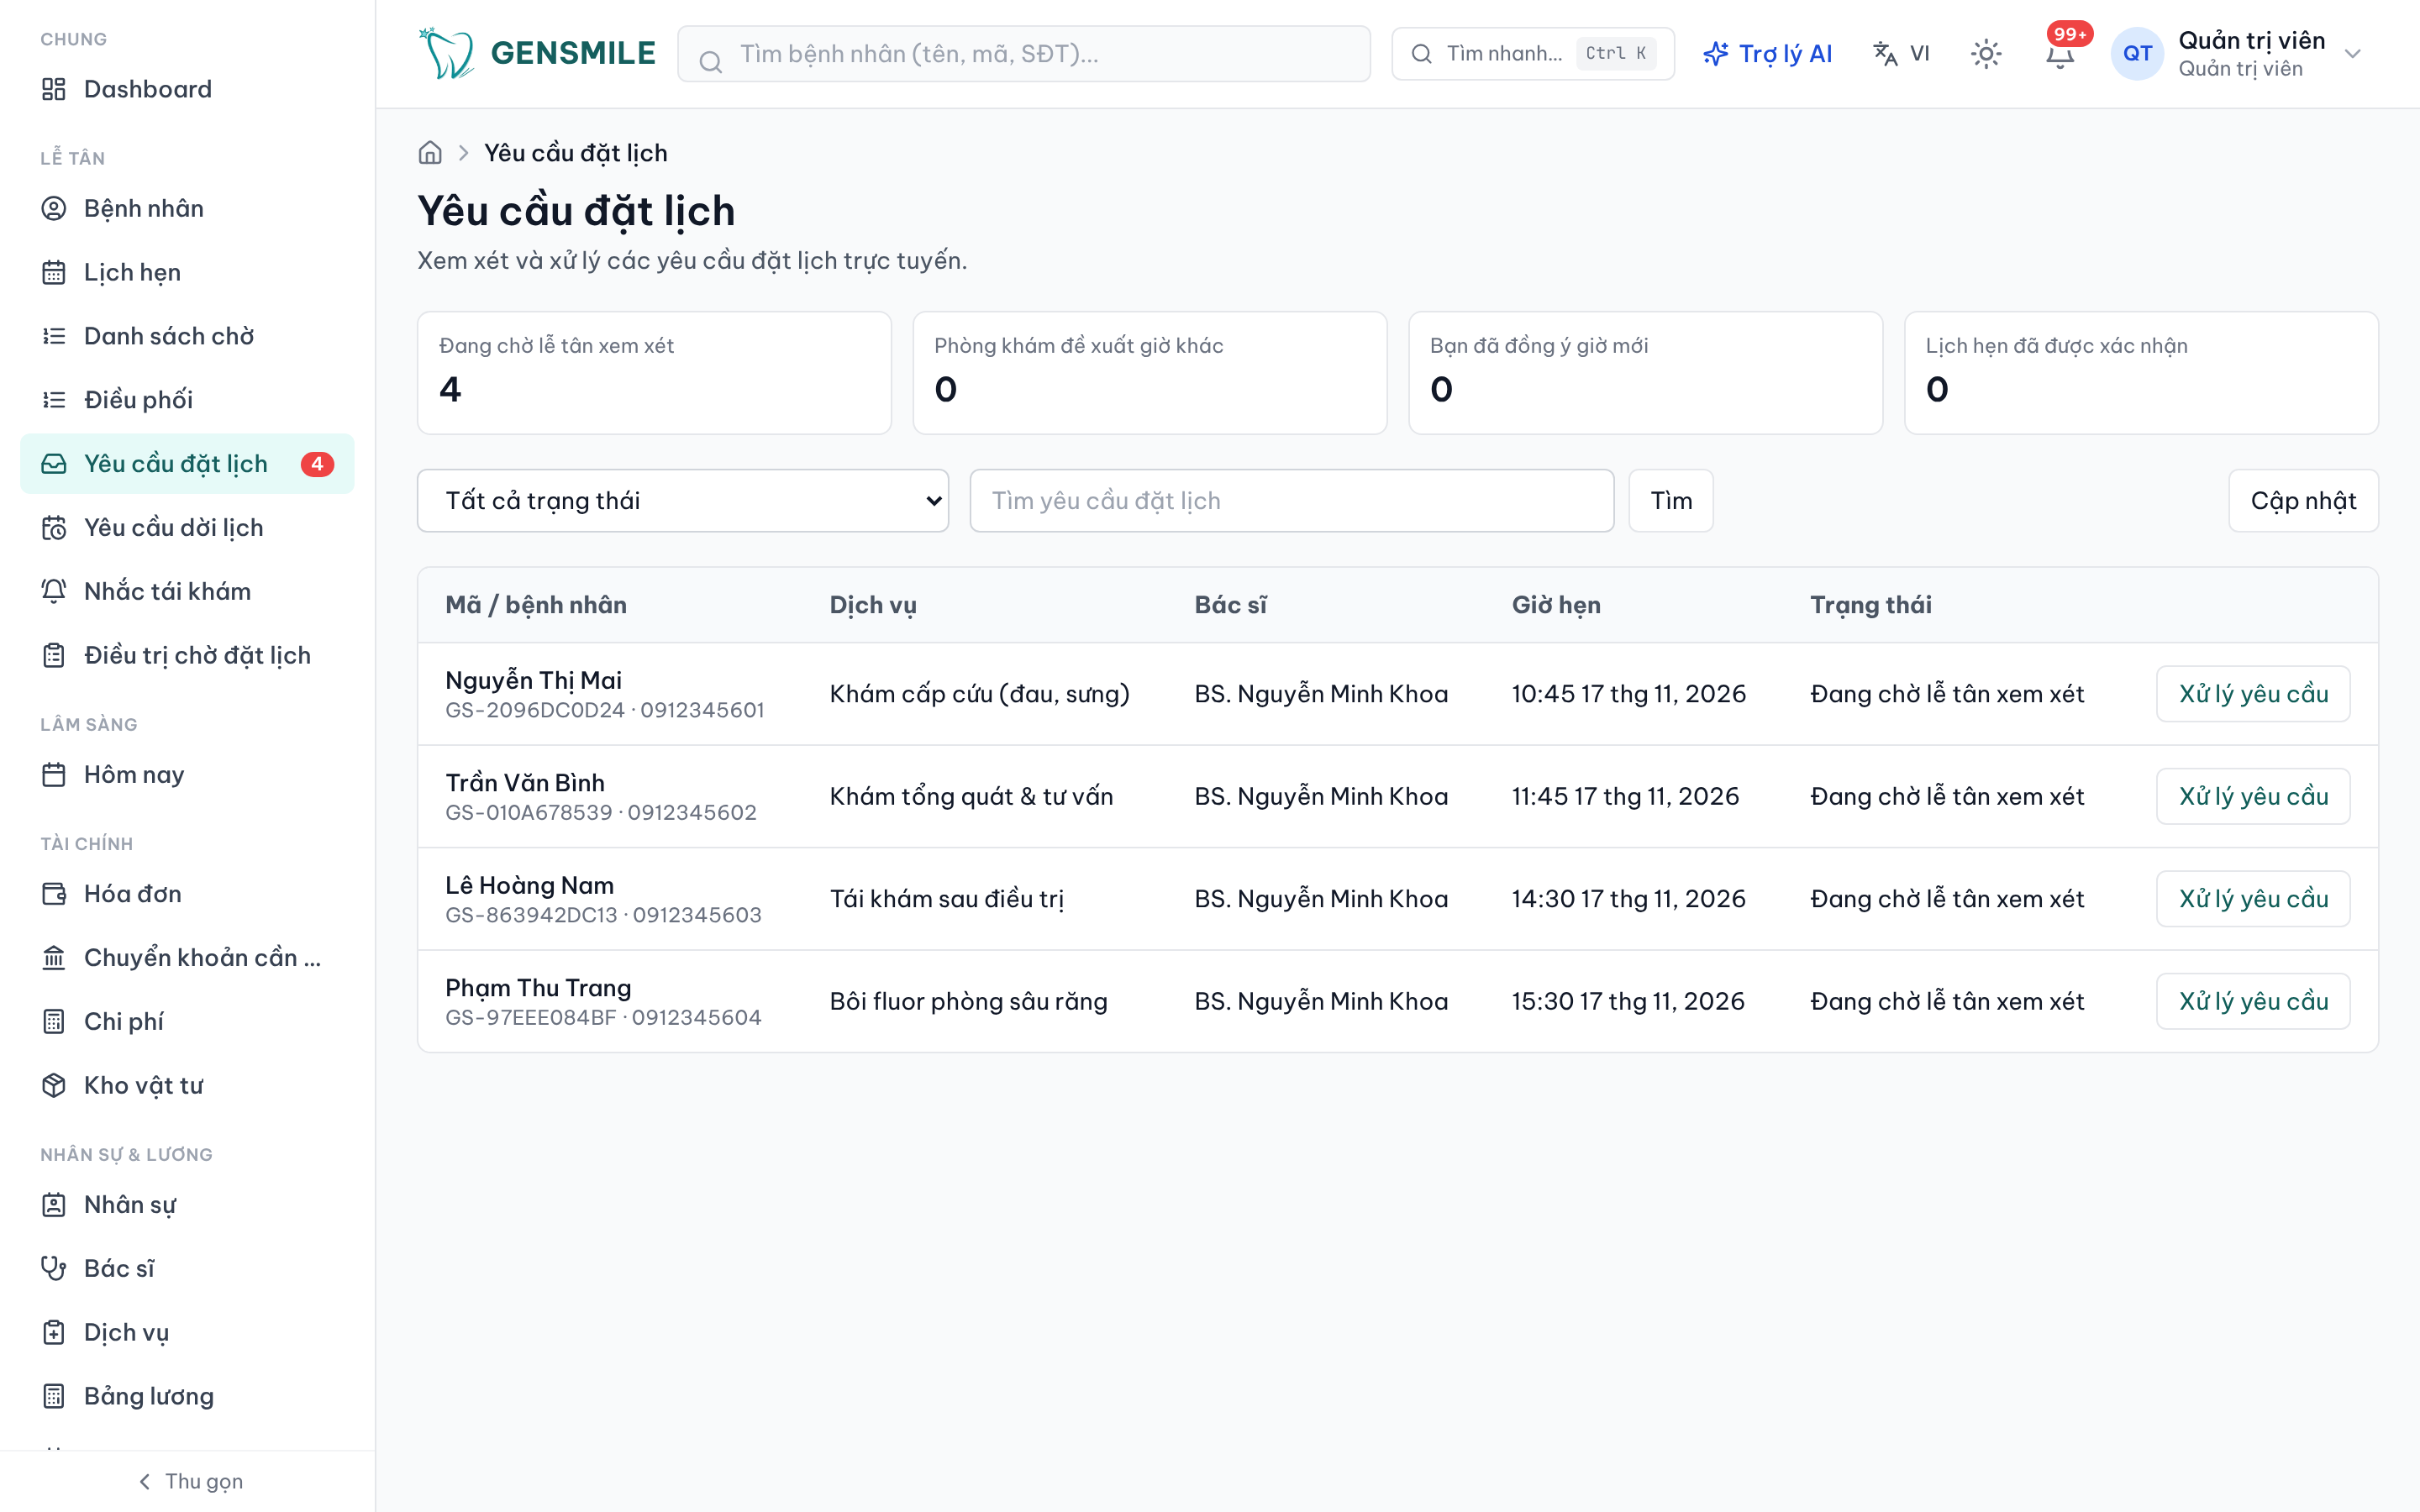 CHUNG
Dashboard
LỄ TÂN
Bệnh nhân
Lịch hẹn
Danh sách chờ
Điều phối
Yêu cầu đặt lịch 4
Yêu cầu dời lịch
Nhắc tái khám
Điều trị chờ đặt lịch
LÂM SÀNG
Hôm nay
TÀI CHÍNH
Hóa đơn
Chuyển khoản cần ...
Chi phí
Kho vật tư
NHÂN SỰ & LƯƠNG
Nhân sự
Bác sĩ
Dịch vụ
Bảng lương
Thu gọn
GENSMILE
Tìm bệnh nhân (tên, mã, SĐT)...
Tìm nhanh... Ctrl K
Trợ lý AI
VI
99+
QT
Quản trị viên
Quản trị viên
Yêu cầu đặt lịch
Yêu cầu đặt lịch
Xem xét và xử lý các yêu cầu đặt lịch trực tuyến.
Đang chờ lễ tân xem xét
4
Phòng khám đề xuất giờ khác
0
Bạn đã đồng ý giờ mới
0
Lịch hẹn đã được xác nhận
0
Tất cả trạng thái
Tìm yêu cầu đặt lịch
Tìm
Cập nhật
Mã / bệnh nhân Dịch vụ Bác sĩ Giờ hẹn Trạng thái
Nguyễn Thị Mai
GS-2096DC0D24 · 0912345601
Khám cấp cứu (đau, sưng) BS. Nguyễn Minh Khoa 10:45 17 thg 11, 2026 Đang chờ lễ tân xem xét Xử lý yêu cầu
Trần Văn Bình
GS-010A678539 · 0912345602
Khám tổng quát & tư vấn BS. Nguyễn Minh Khoa 11:45 17 thg 11, 2026 Đang chờ lễ tân xem xét Xử lý yêu cầu
Lê Hoàng Nam
GS-863942DC13 · 0912345603
Tái khám sau điều trị BS. Nguyễn Minh Khoa 14:30 17 thg 11, 2026 Đang chờ lễ tân xem xét Xử lý yêu cầu
Phạm Thu Trang
GS-97EEE084BF · 0912345604
Bôi fluor phòng sâu răng BS. Nguyễn Minh Khoa 15:30 17 thg 11, 2026 Đang chờ lễ tân xem xét Xử lý yêu cầu